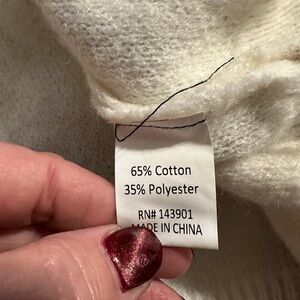 65% Cotton
35% Polyester
RN# 143901
MADE IN CHINA